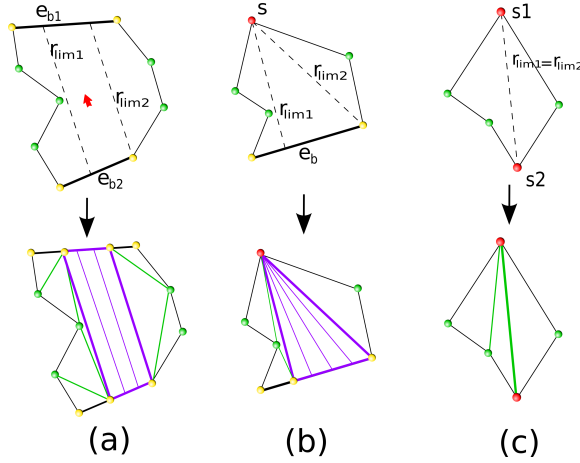 e_b1
r_lim1
r_lim2
e_b2
s
r_lim2
r_lim1
e_b
s1
r_lim1=r_lim2
s2
(a) (b) (c)